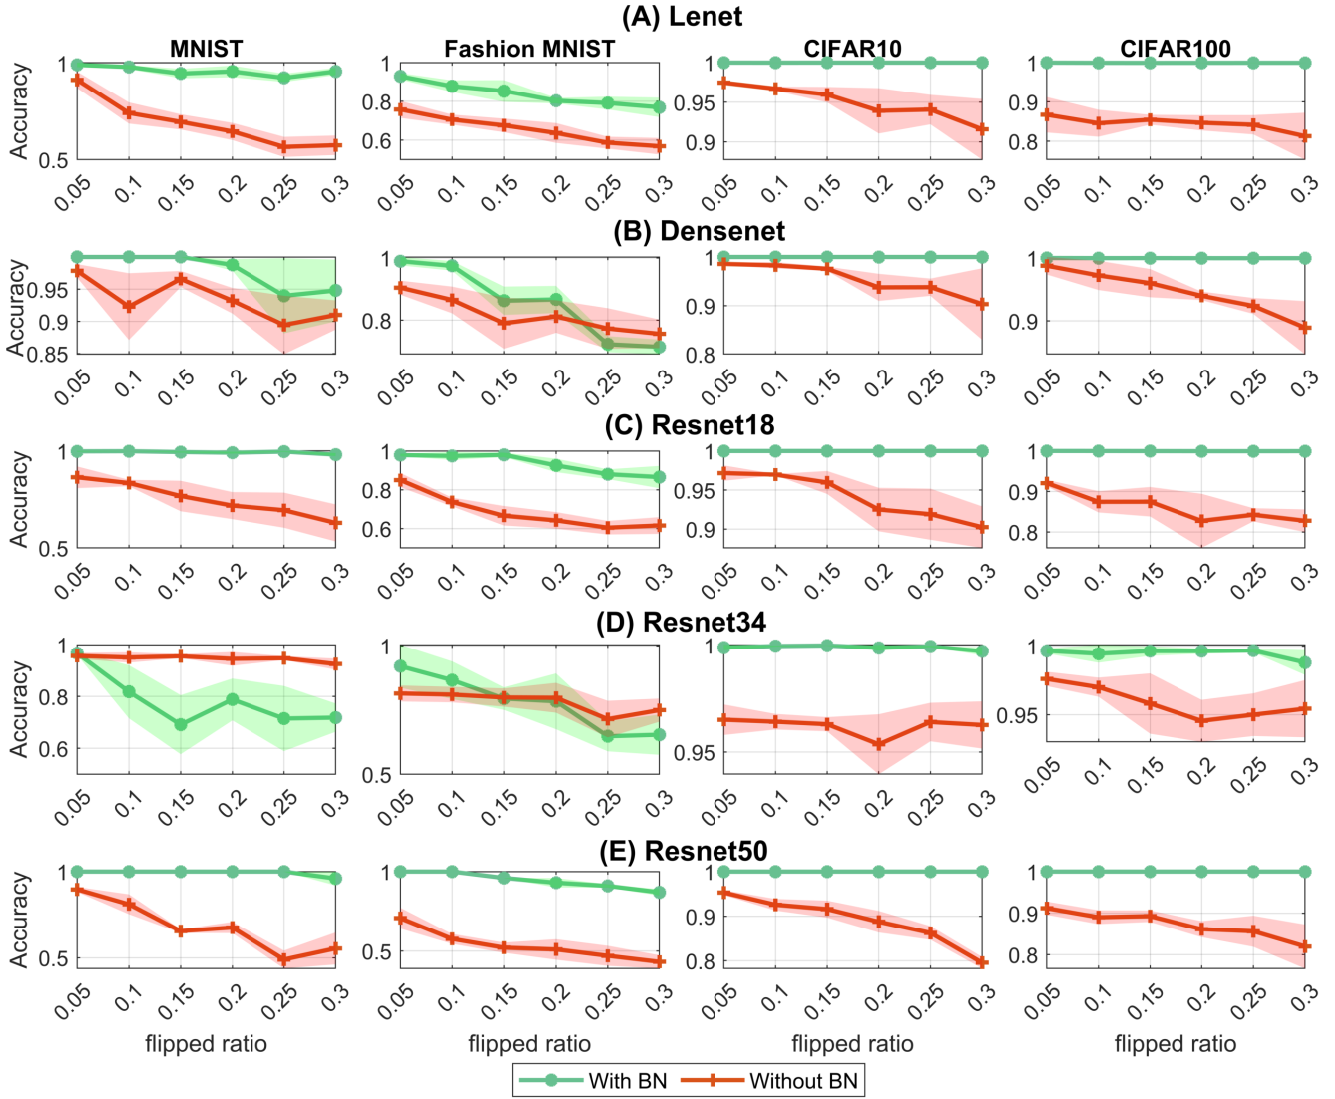 (A) Lenet
MNIST Fashion MNIST CIFAR10 CIFAR100
Accuracy
1 0.5
0.05 0.1 0.15 0.2 0.25 0.3
1 0.8 0.6
0.05 0.1 0.15 0.2 0.25 0.3
1 0.95 0.9
0.05 0.1 0.15 0.2 0.25 0.3
1 0.9 0.8
0.05 0.1 0.15 0.2 0.25 0.3
(B) Densenet
Accuracy
0.95 0.9 0.85
0.05 0.1 0.15 0.2 0.25 0.3
1 0.8
0.05 0.1 0.15 0.2 0.25 0.3
1 0.9 0.8
0.05 0.1 0.15 0.2 0.25 0.3
1 0.9
0.05 0.1 0.15 0.2 0.25 0.3
(C) Resnet18
Accuracy
1 0.5
0.05 0.1 0.15 0.2 0.25 0.3
1 0.8 0.6
0.05 0.1 0.15 0.2 0.25 0.3
1 0.95 0.9
0.05 0.1 0.15 0.2 0.25 0.3
1 0.9 0.8
0.05 0.1 0.15 0.2 0.25 0.3
(D) Resnet34
Accuracy
1 0.8 0.6
0.05 0.1 0.15 0.2 0.25 0.3
1 0.5
0.05 0.1 0.15 0.2 0.25 0.3
1 0.95
0.05 0.1 0.15 0.2 0.25 0.3
1 0.95
0.05 0.1 0.15 0.2 0.25 0.3
(E) Resnet50
Accuracy
1 0.5
0.05 0.1 0.15 0.2 0.25 0.3
1 0.5
0.05 0.1 0.15 0.2 0.25 0.3
1 0.9 0.8
0.05 0.1 0.15 0.2 0.25 0.3
1 0.9 0.8
0.05 0.1 0.15 0.2 0.25 0.3
flipped ratio flipped ratio flipped ratio flipped ratio
With BN Without BN